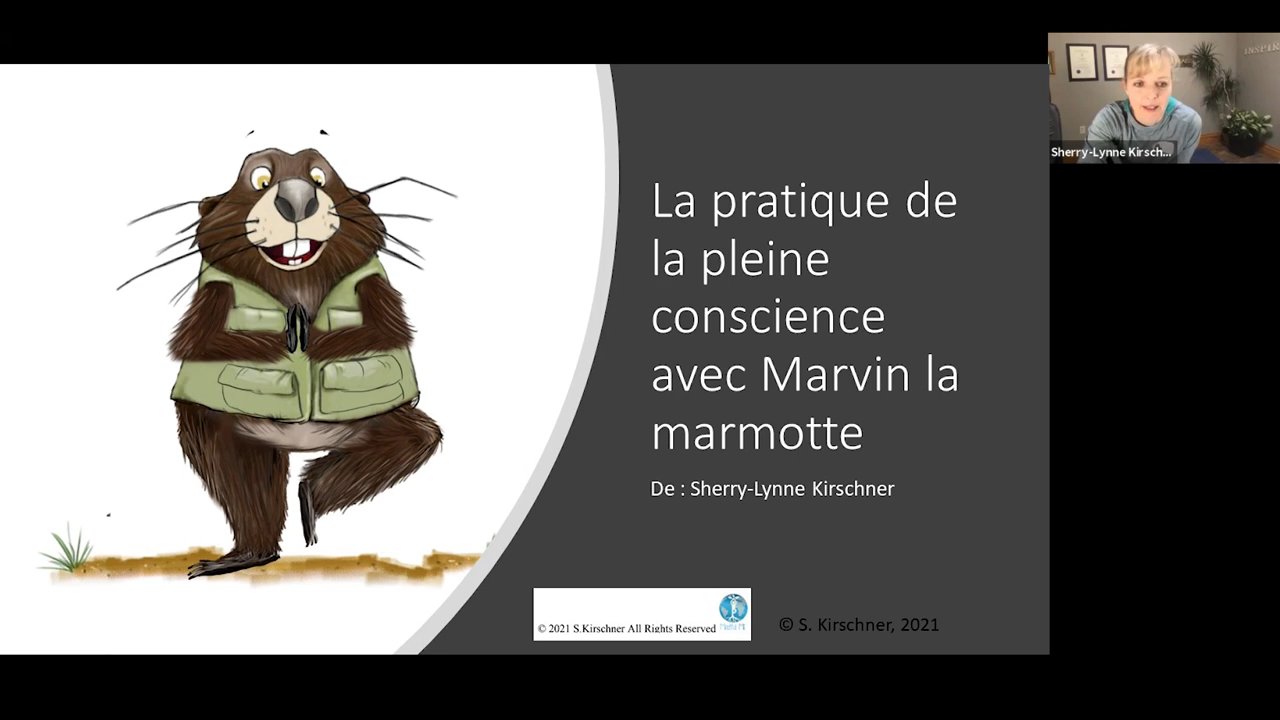 INSPIRE
Sherry-Lynne Kirsch...
La pratique de
la pleine
conscience
avec Marvin la
marmotte
De : Sherry-Lynne Kirschner
© 2021 S.Kirschner All Rights Reserved
© S. Kirschner, 2021